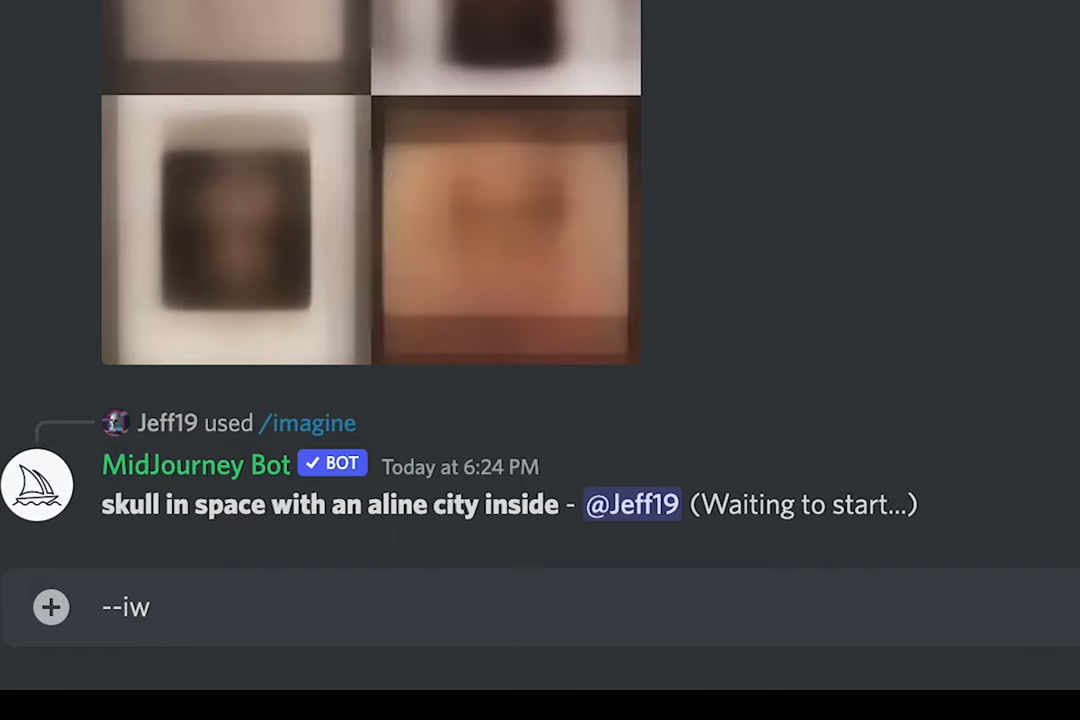 Jeff19 used /imagine
MidJourney Bot ✓ BOT Today at 6:24 PM
skull in space with an aline city inside - @Jeff19 (Waiting to start...)
--iw